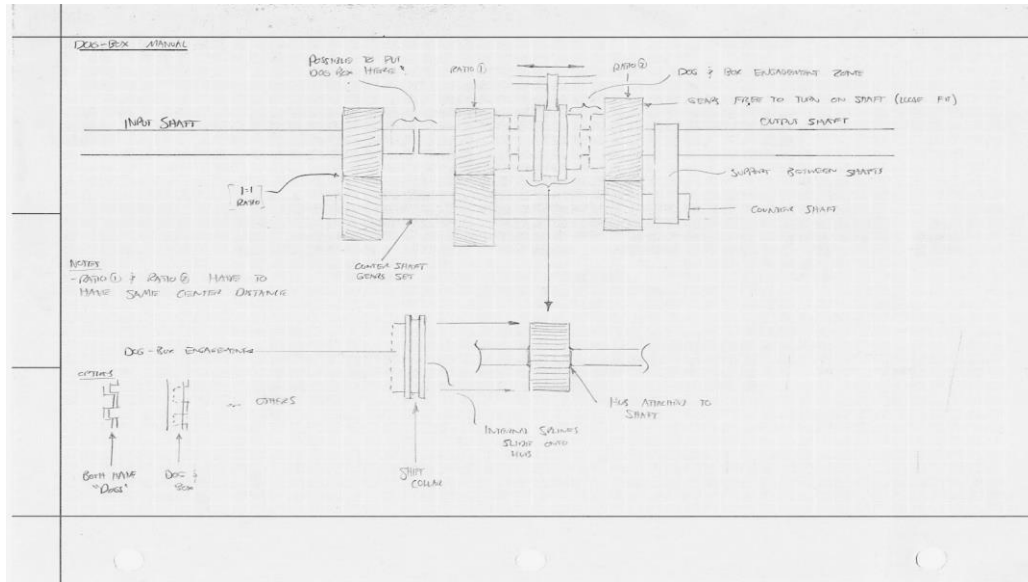 DOG-BOX MANUAL
POSSIBLE TO PUT
DOG BOX HERE
RATIO ①
RATIO ②
DOG & BOX ENGAGEMENT ZONE
GEARS FREE TO TURN ON SHAFT (LOOSE FIT)
INPUT SHAFT
OUTPUT SHAFT
[1-1
RATIO]
SUPPORT BETWEEN SHAFTS
COUNTER SHAFT
CONTER SHAFT
GEARS SET
NOTES
- RATIO ① & RATIO ② HAVE TO
HAVE SAME CENTER DISTANCE
DOG-BOX ENGAGEMENT
OPTIONS
OTHERS
HUB ATTACHED TO
SHAFT
INTERNAL SPLINES
SLIDE ONTO
HUB
SHIFT
COLLAR
BOTH HAVE
"DOGS"
DOG &
BOX